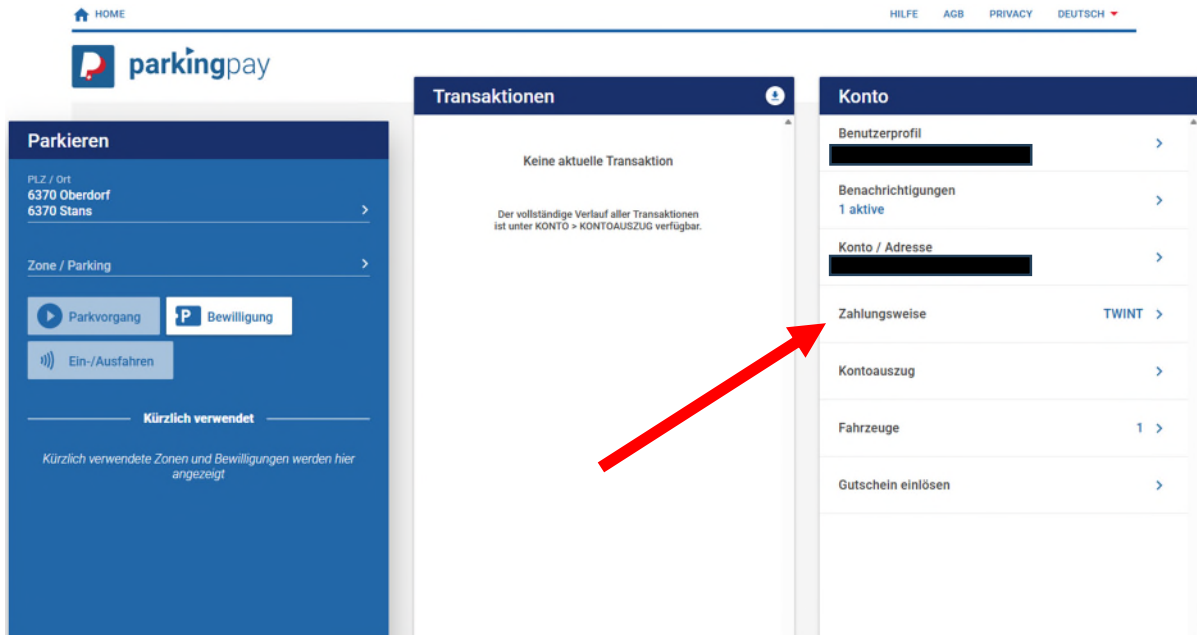 HOME
HILFE AGB PRIVACY DEUTSCH
parkingpay
Parkieren
PLZ / Ort
6370 Oberdorf
6370 Stans
Zone / Parking
Parkvorgang
P Bewilligung
Ein-/Ausfahren
Kürzlich verwendet
Kürzlich verwendete Zonen und Bewilligungen werden hier
angezeigt
Transaktionen
Keine aktuelle Transaktion
Der vollständige Verlauf aller Transaktionen
ist unter KONTO > KONTOAUSZUG verfügbar.
Konto
Benutzerprofil
Benachrichtigungen
1 aktive
Konto / Adresse
Zahlungsweise TWINT
Kontoauszug
Fahrzeuge 1
Gutschein einlösen